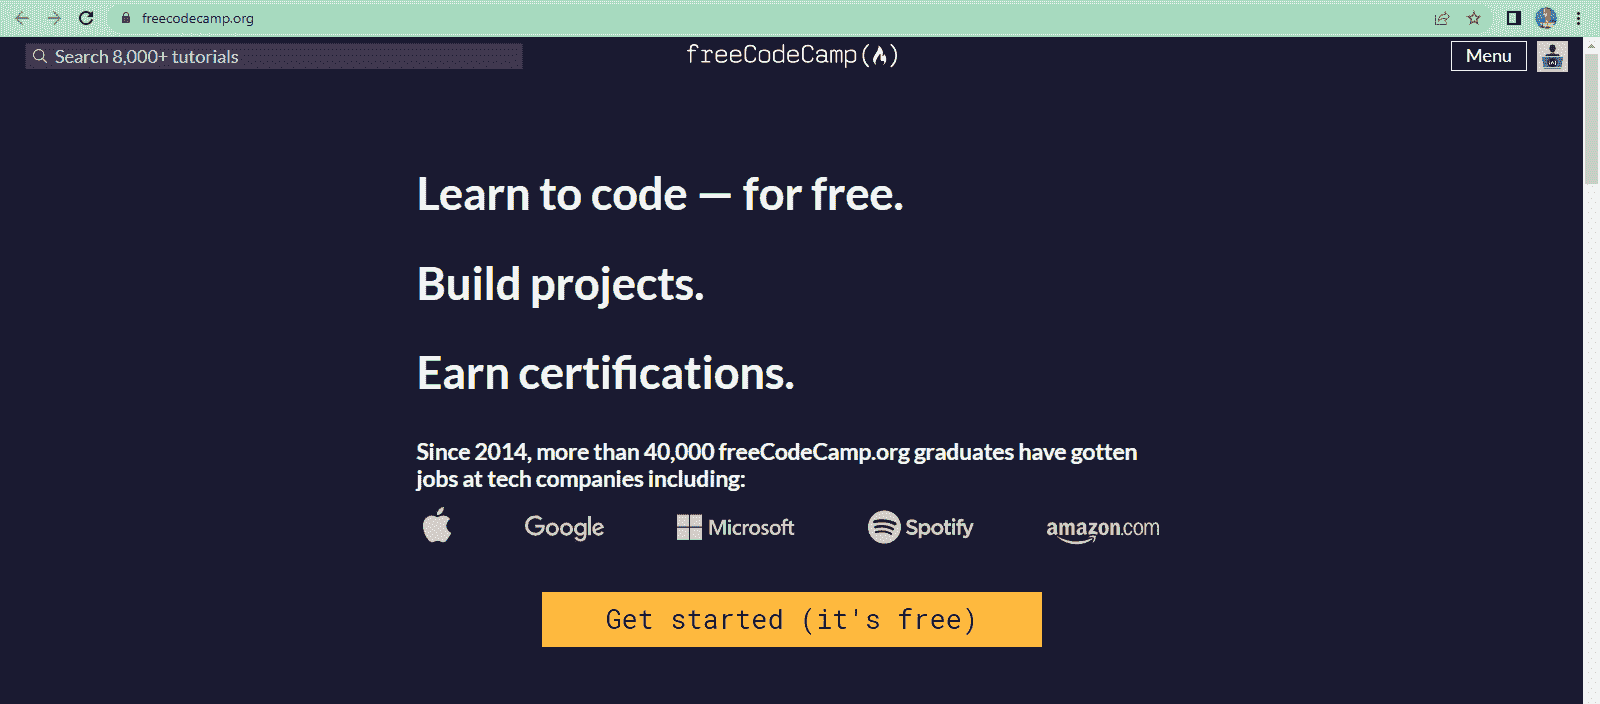 freecodecamp.org
Search 8,000+ tutorials
freeCodeCamp(🔥)
Menu
Learn to code — for free.
Build projects.
Earn certifications.
Since 2014, more than 40,000 freeCodeCamp.org graduates have gotten
jobs at tech companies including:
Google
Microsoft
Spotify
amazon.com
Get started (it's free)